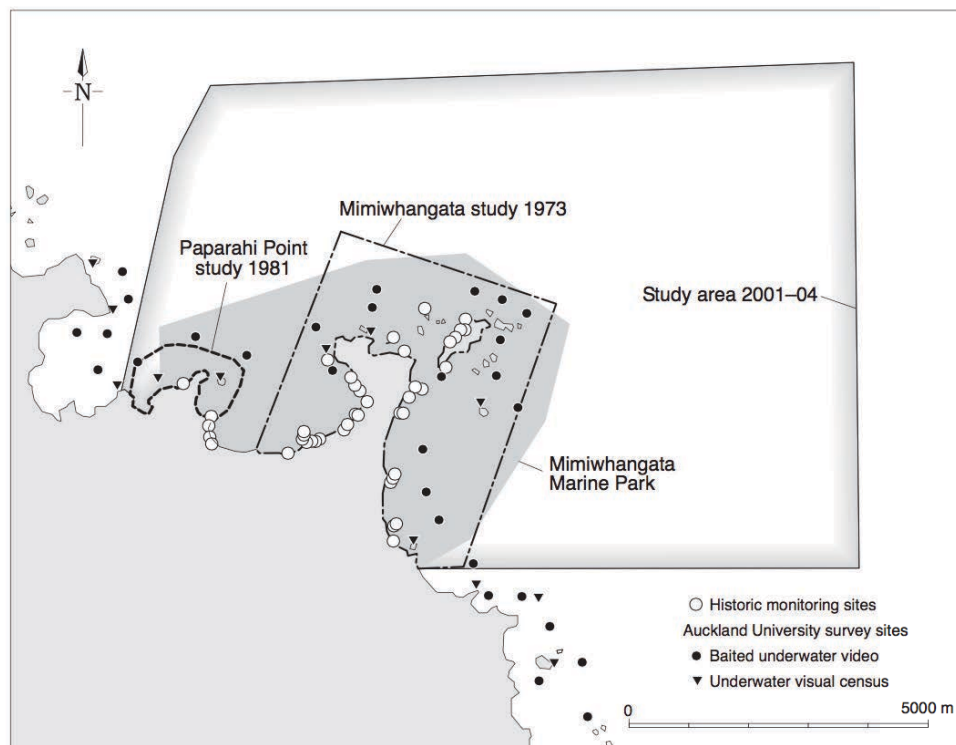 N
Mimiwhangata study 1973
Paparahi Point
study 1981
Study area 2001–04
Mimiwhangata
Marine Park
Historic monitoring sites
Auckland University survey sites
Baited underwater video
Underwater visual census
0
5000 m